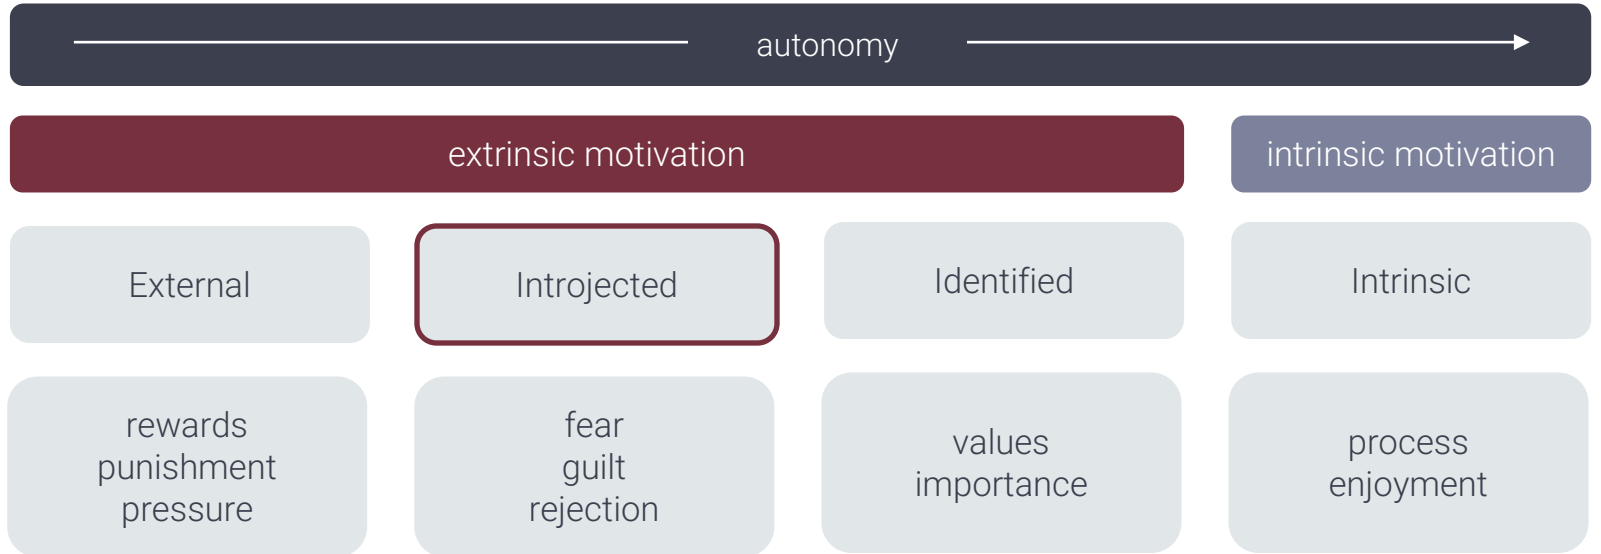 autonomy
extrinsic motivation
intrinsic motivation
External
Introjected
Identified
Intrinsic
rewards
punishment
pressure
fear
guilt
rejection
values
importance
process
enjoyment